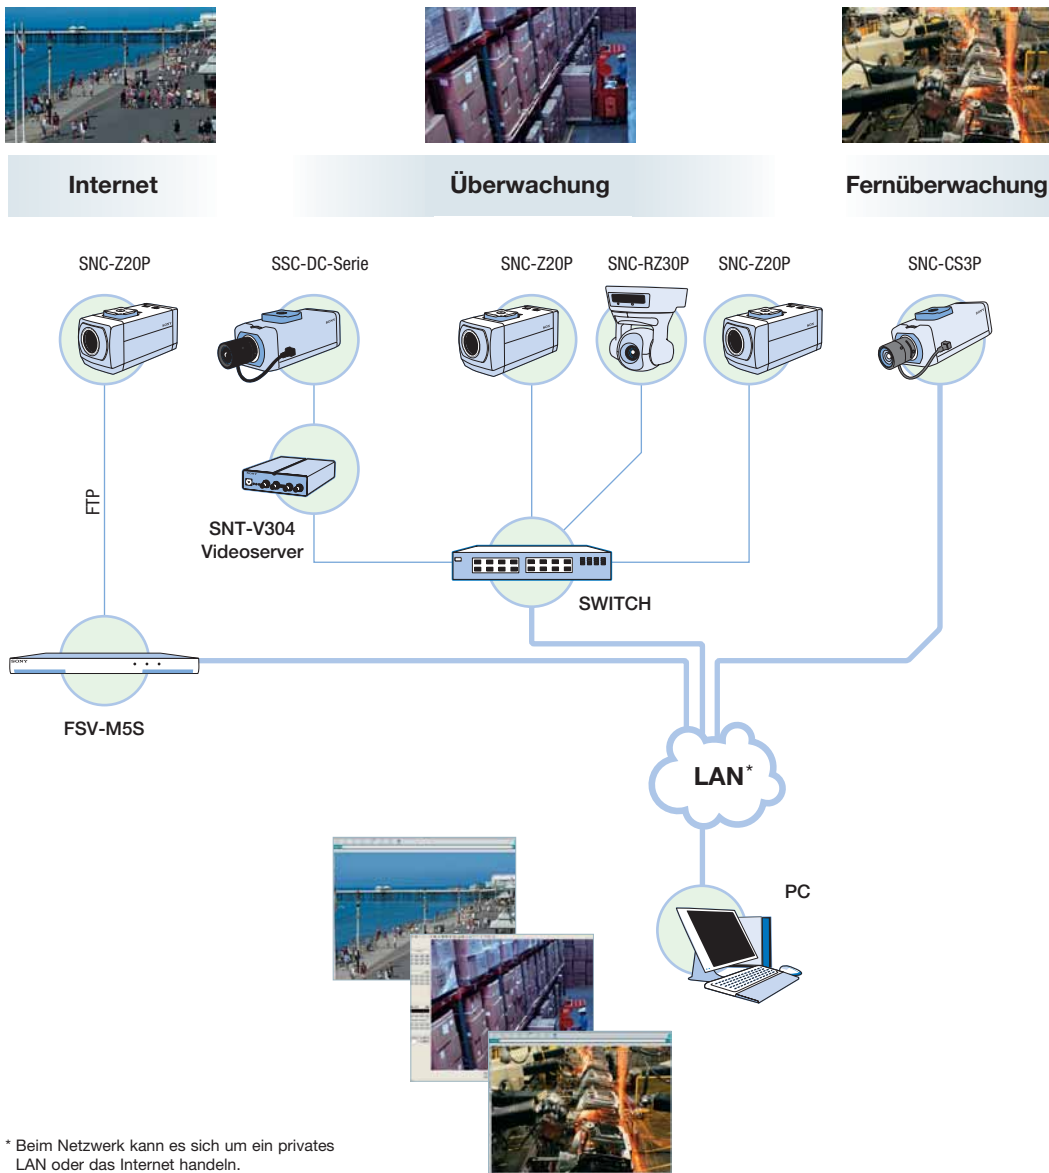 Internet
Überwachung
Fernüberwachung
SNC-Z20P
SSC-DC-Serie
SNC-Z20P
SNC-RZ30P
SNC-Z20P
SNC-CS3P
FTP
SNT-V304
Videoserver
SWITCH
SONY
FSV-M5S
LAN*
PC
* Beim Netzwerk kann es sich um ein privates
LAN oder das Internet handeln.